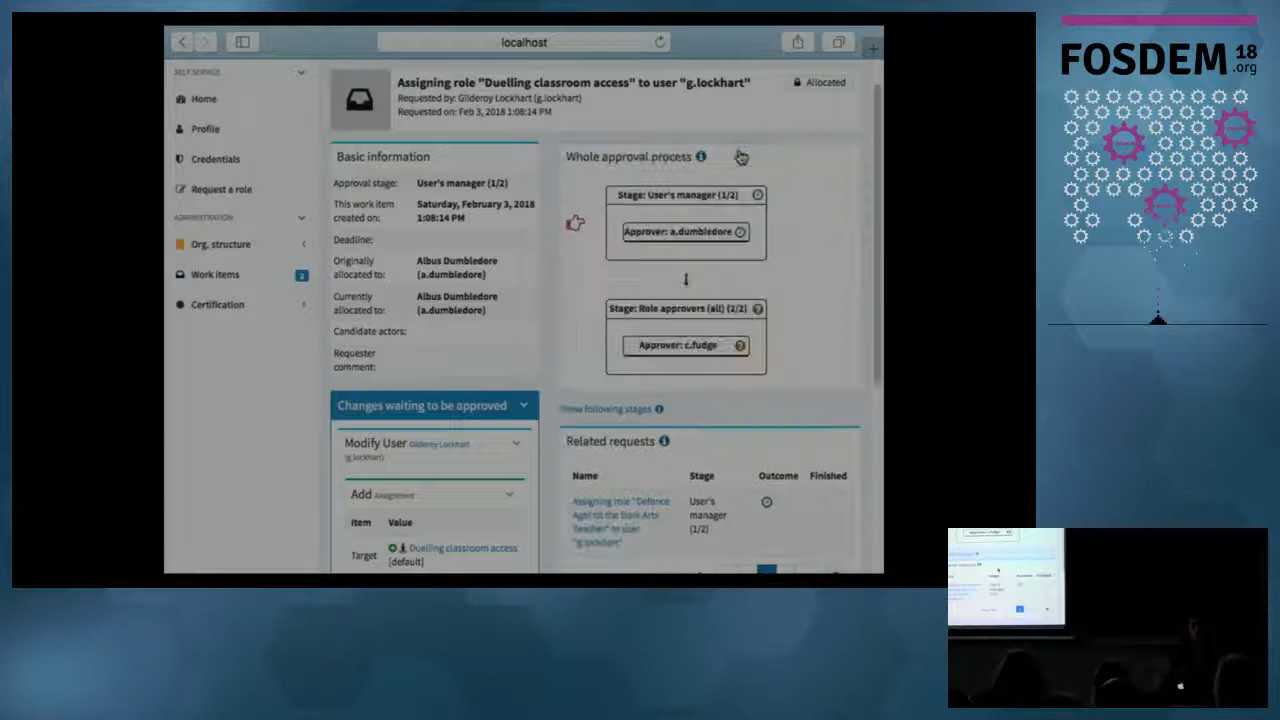 localhost
SELF SERVICE
Home
Profile
Credentials
Request a role
ADMINISTRATION
Org. structure
Work items
2
Certification
Assigning role "Duelling classroom access" to user "g.lockhart"
Requested by: Gilderoy Lockhart (g.lockhart)
Requested on: Feb 3, 2018 1:08:14 PM
Allocated
Basic information
Approval stage: User's manager (1/2)
This work item created on: Saturday, February 3, 2018 1:08:14 PM
Deadline:
Originally allocated to: Albus Dumbledore (a.dumbledore)
Currently allocated to: Albus Dumbledore (a.dumbledore)
Candidate actors:
Requester comment:
Changes waiting to be approved
Modify User Gilderoy Lockhart
(g.lockhart)
Add Assignment
Item Value
Target Duelling classroom access
[default]
Whole approval process
Stage: User's manager (1/2)
Approver: a.dumbledore
Stage: Role approvers (all) (2/2)
Approver: c.fudge
Show following stages
Related requests
Name Stage Outcome Finished
Assigning role "Defence Against the Dark Arts Teacher" to user "g.lockhart"
User's manager (1/2)
FOSDEM 18
.org